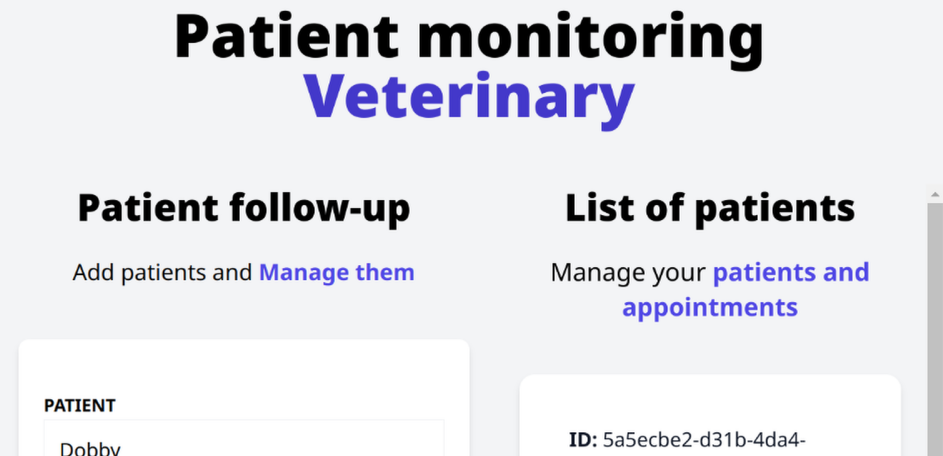 Patient monitoring
Veterinary
Patient follow-up
Add patients and Manage them
PATIENT
Dobby
List of patients
Manage your patients and
appointments
ID: 5a5ecbe2-d31b-4da4-